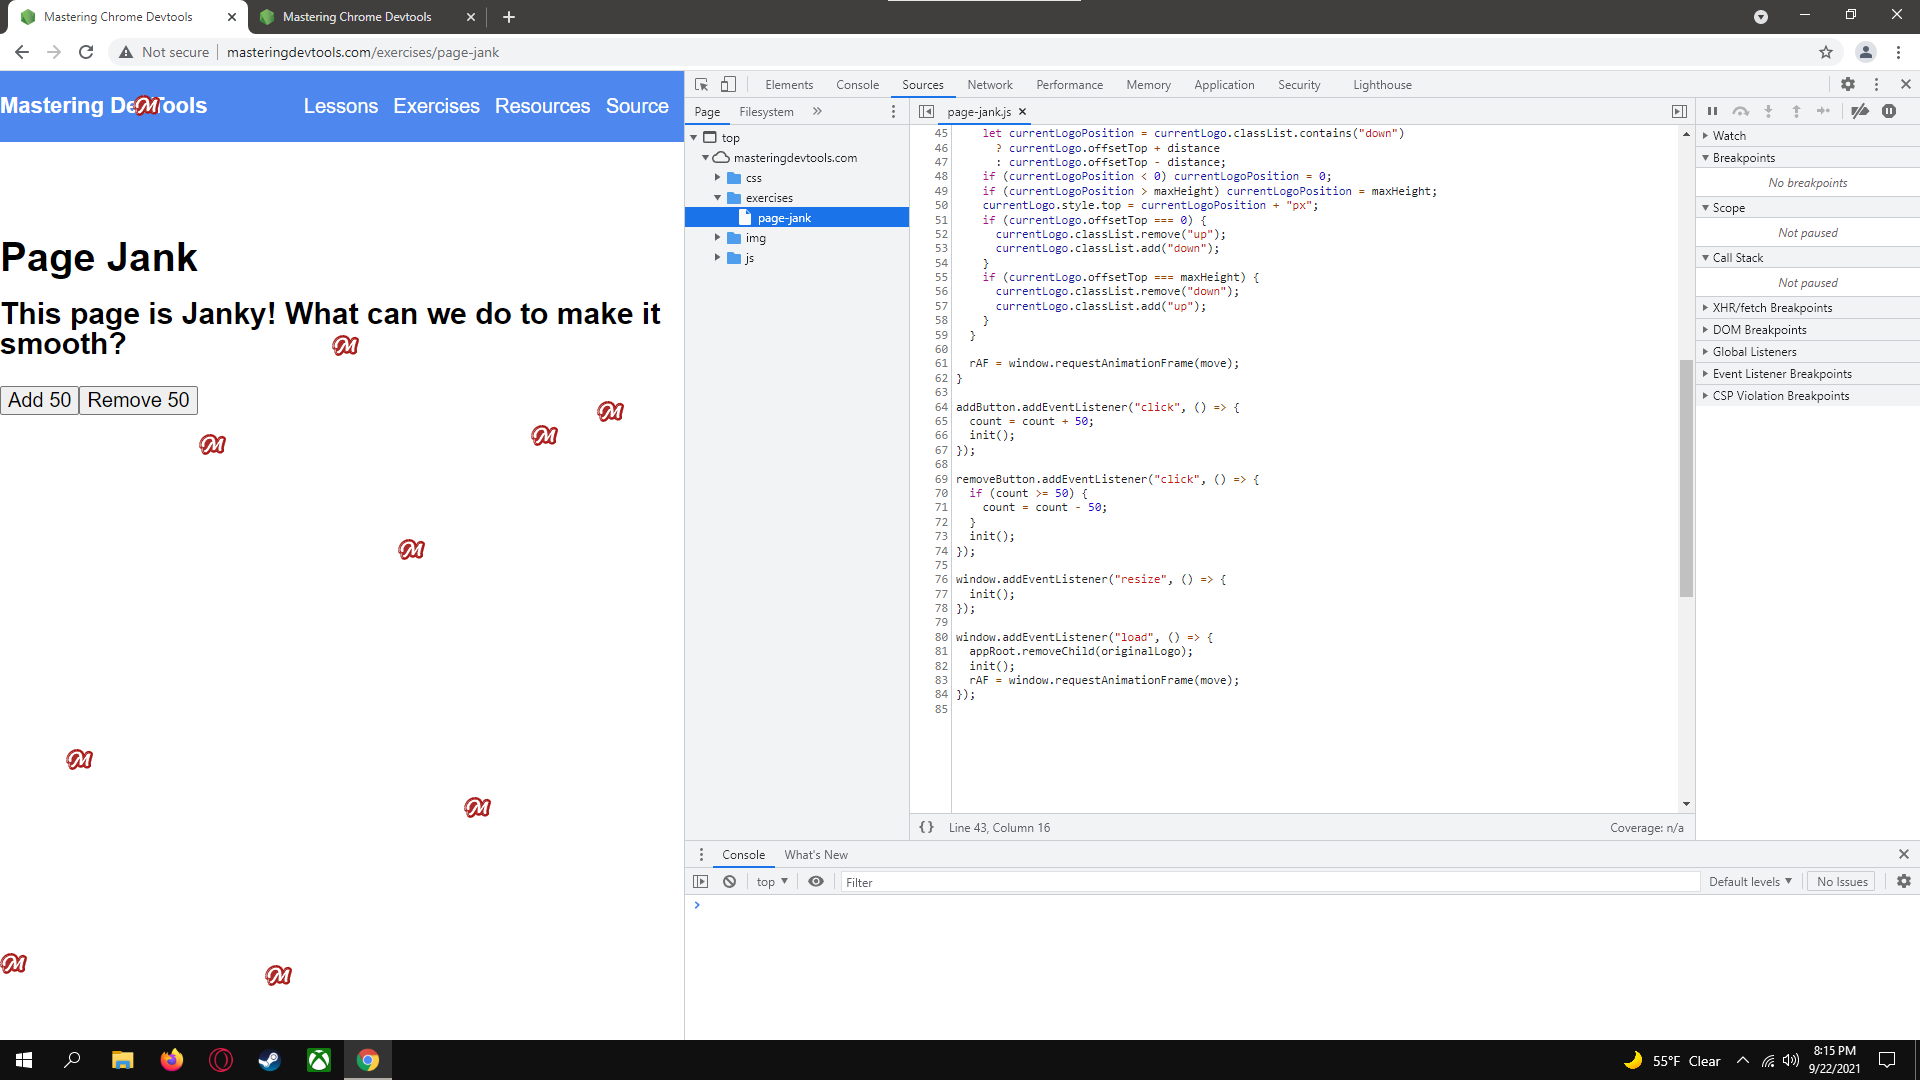 Mastering Chrome Devtools
Mastering Chrome Devtools
Not secure
masteringdevtools.com/exercises/page-jank
Mastering DevTools
Lessons Exercises Resources Source
Page Jank
This page is Janky! What can we do to make it
smooth?
Add 50 Remove 50
Elements Console Sources Network Performance Memory Application Security Lighthouse
Page Filesystem
top
masteringdevtools.com
css
exercises
page-jank
img
js
page-jank.js
45 let currentLogoPosition = currentLogo.classList.contains("down")
46 ? currentLogo.offsetTop + distance
47 : currentLogo.offsetTop - distance;
48 if (currentLogoPosition < 0) currentLogoPosition = 0;
49 if (currentLogoPosition > maxHeight) currentLogoPosition = maxHeight;
50 currentLogo.style.top = currentLogoPosition + "px";
51 if (currentLogo.offsetTop === 0) {
52 currentLogo.classList.remove("up");
53 currentLogo.classList.add("down");
54 }
55 if (currentLogo.offsetTop === maxHeight) {
56 currentLogo.classList.remove("down");
57 currentLogo.classList.add("up");
58 }
59 }
60
61 rAF = window.requestAnimationFrame(move);
62 }
63
64 addButton.addEventListener("click", () => {
65 count = count + 50;
66 init();
67 });
68
69 removeButton.addEventListener("click", () => {
70 if (count >= 50) {
71 count = count - 50;
72 }
73 init();
74 });
75
76 window.addEventListener("resize", () => {
77 init();
78 });
79
80 window.addEventListener("load", () => {
81 appRoot.removeChild(originalLogo);
82 init();
83 rAF = window.requestAnimationFrame(move);
84 });
85
{} Line 43, Column 16
Coverage: n/a
Watch
Breakpoints
No breakpoints
Scope
Not paused
Call Stack
Not paused
XHR/fetch Breakpoints
DOM Breakpoints
Global Listeners
Event Listener Breakpoints
CSP Violation Breakpoints
Console What's New
top
Filter
Default levels
No Issues
M
M
M
M
M
M
M
M
M
M
55°F Clear
8:15 PM
9/22/2021